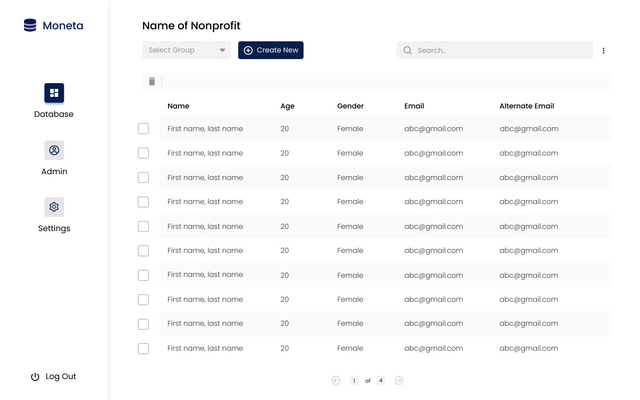 Moneta
Database
Admin
Settings
Log Out
Name of Nonprofit
Select Group
Create New
Search..
Name Age Gender Email Alternate Email
First name, last name 20 Female abc@gmail.com abc@gmail.com
First name, last name 20 Female abc@gmail.com abc@gmail.com
First name, last name 20 Female abc@gmail.com abc@gmail.com
First name, last name 20 Female abc@gmail.com abc@gmail.com
First name, last name 20 Female abc@gmail.com abc@gmail.com
First name, last name 20 Female abc@gmail.com abc@gmail.com
First name, last name 20 Female abc@gmail.com abc@gmail.com
First name, last name 20 Female abc@gmail.com abc@gmail.com
First name, last name 20 Female abc@gmail.com abc@gmail.com
First name, last name 20 Female abc@gmail.com abc@gmail.com
1 of 4